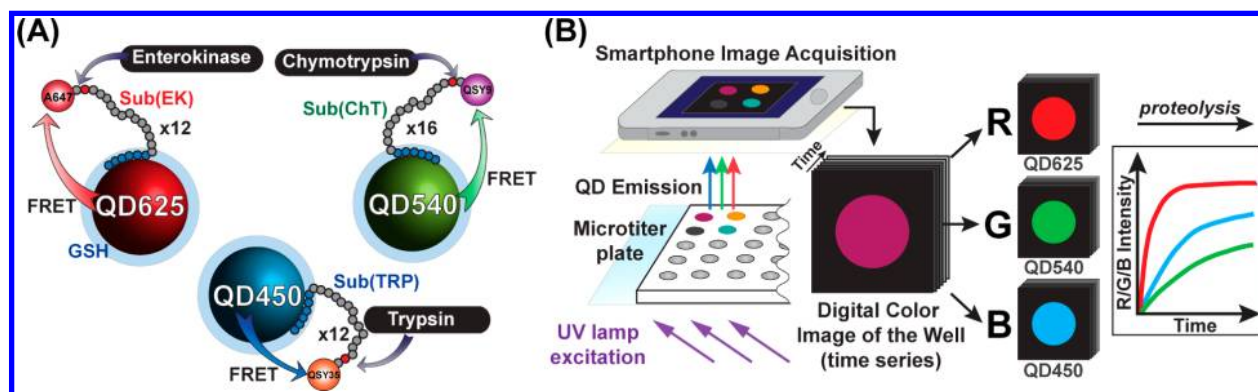 (A)
Enterokinase
Chymotrypsin
A647
QSY9
Sub(EK)
Sub(ChT)
x12
x16
FRET
QD625
QD540
FRET
GSH
QD450
Sub(TRP)
x12
Trypsin
FRET
QSY35
(B)
Smartphone Image Acquisition
Time
QD Emission
Microtiter
plate
UV lamp
excitation
Digital Color
Image of the Well
(time series)
R
QD625
G
QD540
B
QD450
proteolysis
R/G/B Intensity
Time